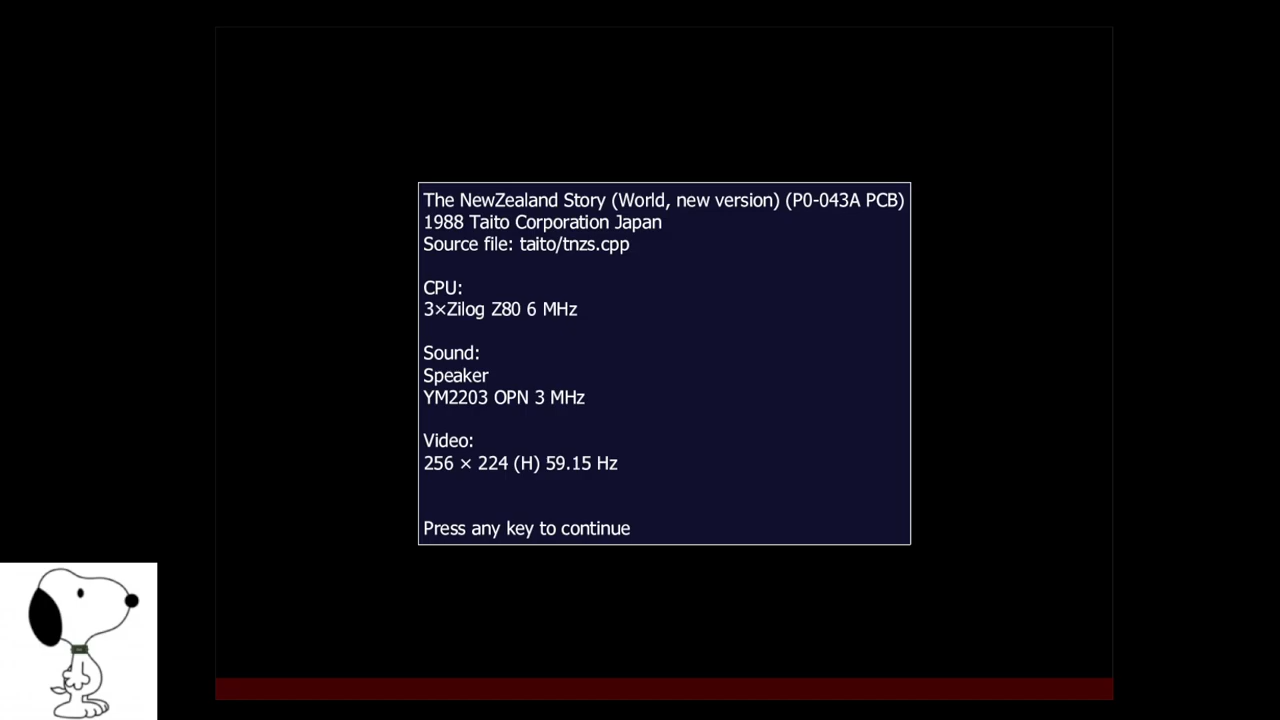 The NewZealand Story (World, new version) (P0-043A PCB)
1988 Taito Corporation Japan
Source file: taito/tnzs.cpp
CPU:
3×Zilog Z80 6 MHz
Sound:
Speaker
YM2203 OPN 3 MHz
Video:
256 × 224 (H) 59.15 Hz
Press any key to continue